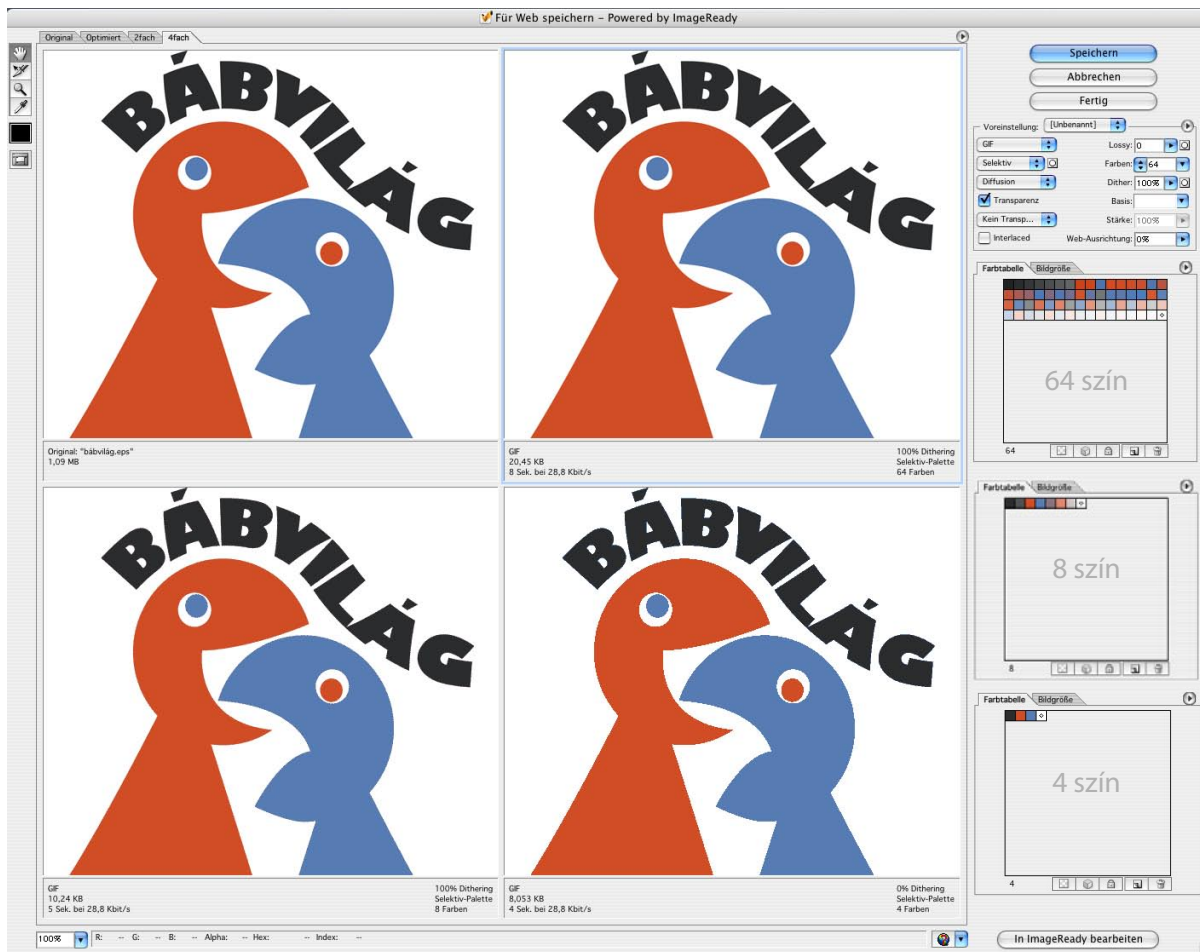 Für Web speichern – Powered by ImageReady
Original Optimiert 2fach 4fach
BÁBVILÁG
Original: "bábvilág.eps"
1,09 MB
BÁBVILÁG
GIF
20,45 KB
8 Sek. bei 28,8 Kbit/s
100% Dithering
Selektiv-Palette
64 Farben
BÁBVILÁG
GIF
10,24 KB
5 Sek. bei 28,8 Kbit/s
100% Dithering
Selektiv-Palette
8 Farben
BÁBVILÁG
GIF
8,053 KB
4 Sek. bei 28,8 Kbit/s
0% Dithering
Selektiv-Palette
4 Farben
Speichern
Abbrechen
Fertig
Voreinstellung: [Unbenannt]
GIF Lossy: 0
Selektiv Farben: 64
Diffusion Dither: 100%
Transparenz Basis:
Kein Transp... Stärke: 100%
Interlaced Web-Ausrichtung: 0%
Farbtabelle Bildgröße
64 szín
64
Farbtabelle Bildgröße
8 szín
8
Farbtabelle Bildgröße
4 szín
4
100% R: -- G: -- B: -- Alpha: -- Hex: -- Index: --
In ImageReady bearbeiten